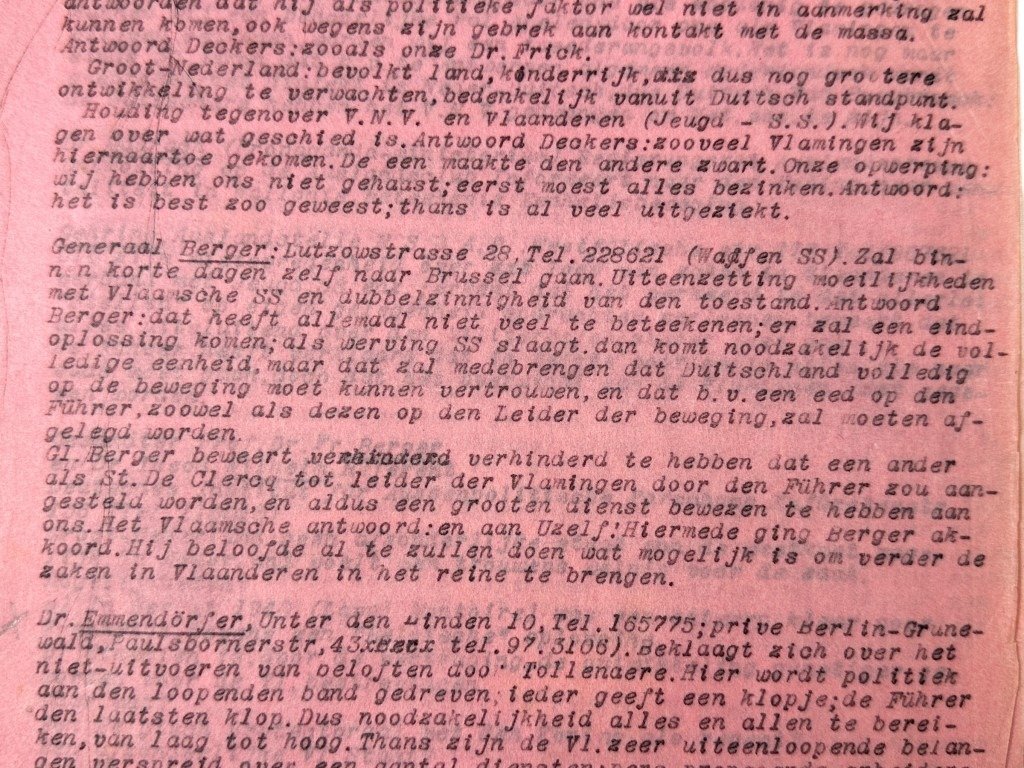 antwoorden dat hij als politieke faktor wel niet in aanmerking zal
kunnen komen,ook wegens zijn gebrek aan kontakt met de massa.
Antwoord Deckers:zooals onze Dr.Frick.
Groot-Nederland:bevolkt land,kinderrijk, dus nog grootere
ontwikkeling te verwachten,bedenkelijk vanuit Duitsch standpunt.
Houding tegenover V.N.V. en Vlaanderen (Jeugd - S.S.).Wij kla-
gen over wat geschied is.Antwoord Deckers:zooveel Vlamingen zijn
hiernaartoe gekomen.De een maakte den andere zwart.Onze opwerping:
wij hebben ons niet gehaast;eerst moest alles bezinken.Antwoord:
het is best zoo geweest;thans is al veel uitgeziekt.
Generaal Berger:Lutzowstrasse 28,Tel.228621 (Waffen SS).Zal bin-
nen korte dagen zelf naar Brussel gaan.Uiteenzetting moeilijkheden
met Vlaamsche SS en dubbelzinnigheid van den toestand.Antwoord
Berger:dat heeft allemaal niet veel te beteekenen;er zal een eind-
oplossing komen;als werving SS slaagt.dan komt noodzakelijk de vol-
ledige eenheid,maar dat zal medebrengen dat Duitschland volledig
op de beweging moet kunnen vertrouwen,en dat b.v.een eed op den
Führer,zoowel als dezen op den Leider der beweging,zal moeten af-
gelegd worden.
Gl.Berger beweert verhinderd verhinderd te hebben dat een ander
als St.De Clercq tot leider der Vlamingen door den Führer zou aan-
gesteld worden,en aldus een grooten dienst bewezen te hebben aan
ons.Het Vlaamsche antwoord:en aan Uzelf!Hiermede ging Berger ak-
koord.Hij beloofde al te zullen doen wat mogelijk is om verder de
zaken in Vlaanderen in het reine te brengen.
Dr.Emmendörfer,Unter den Linden 10,Tel.165775;prive Berlin-Grune-
wald,Paulsbornerstr,43 tel.97.3106).Beklaagt zich over het
niet-uitvoeren van beloften door Tollenaere.Hier wordt politiek
aan den loopenden band gedreven;ieder geeft een klopje;de Führer
den laatsten klop.Dus noodzakelijkheid alles en allen te berei-
ken,van laag tot hoog.Thans zijn de Vl.zeer uiteenloopende belan-
gen verspreid over een aantal diensten;